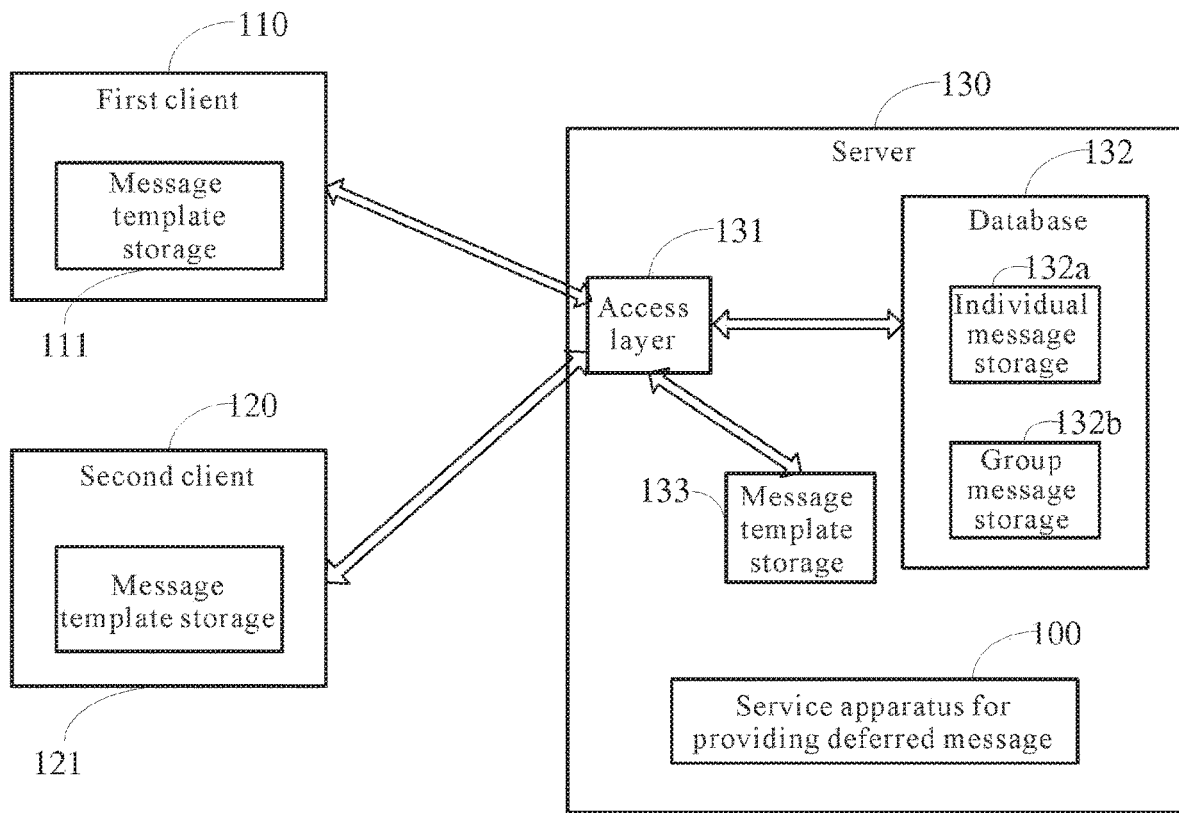 110
First client
Message
template
storage
111
120
Second client
Message
template storage
121
130
Server
131
Access
layer
132
Database
132a
Individual
message
storage
132b
Group
message
storage
133
Message
template
storage
100
Service apparatus for
providing deferred message